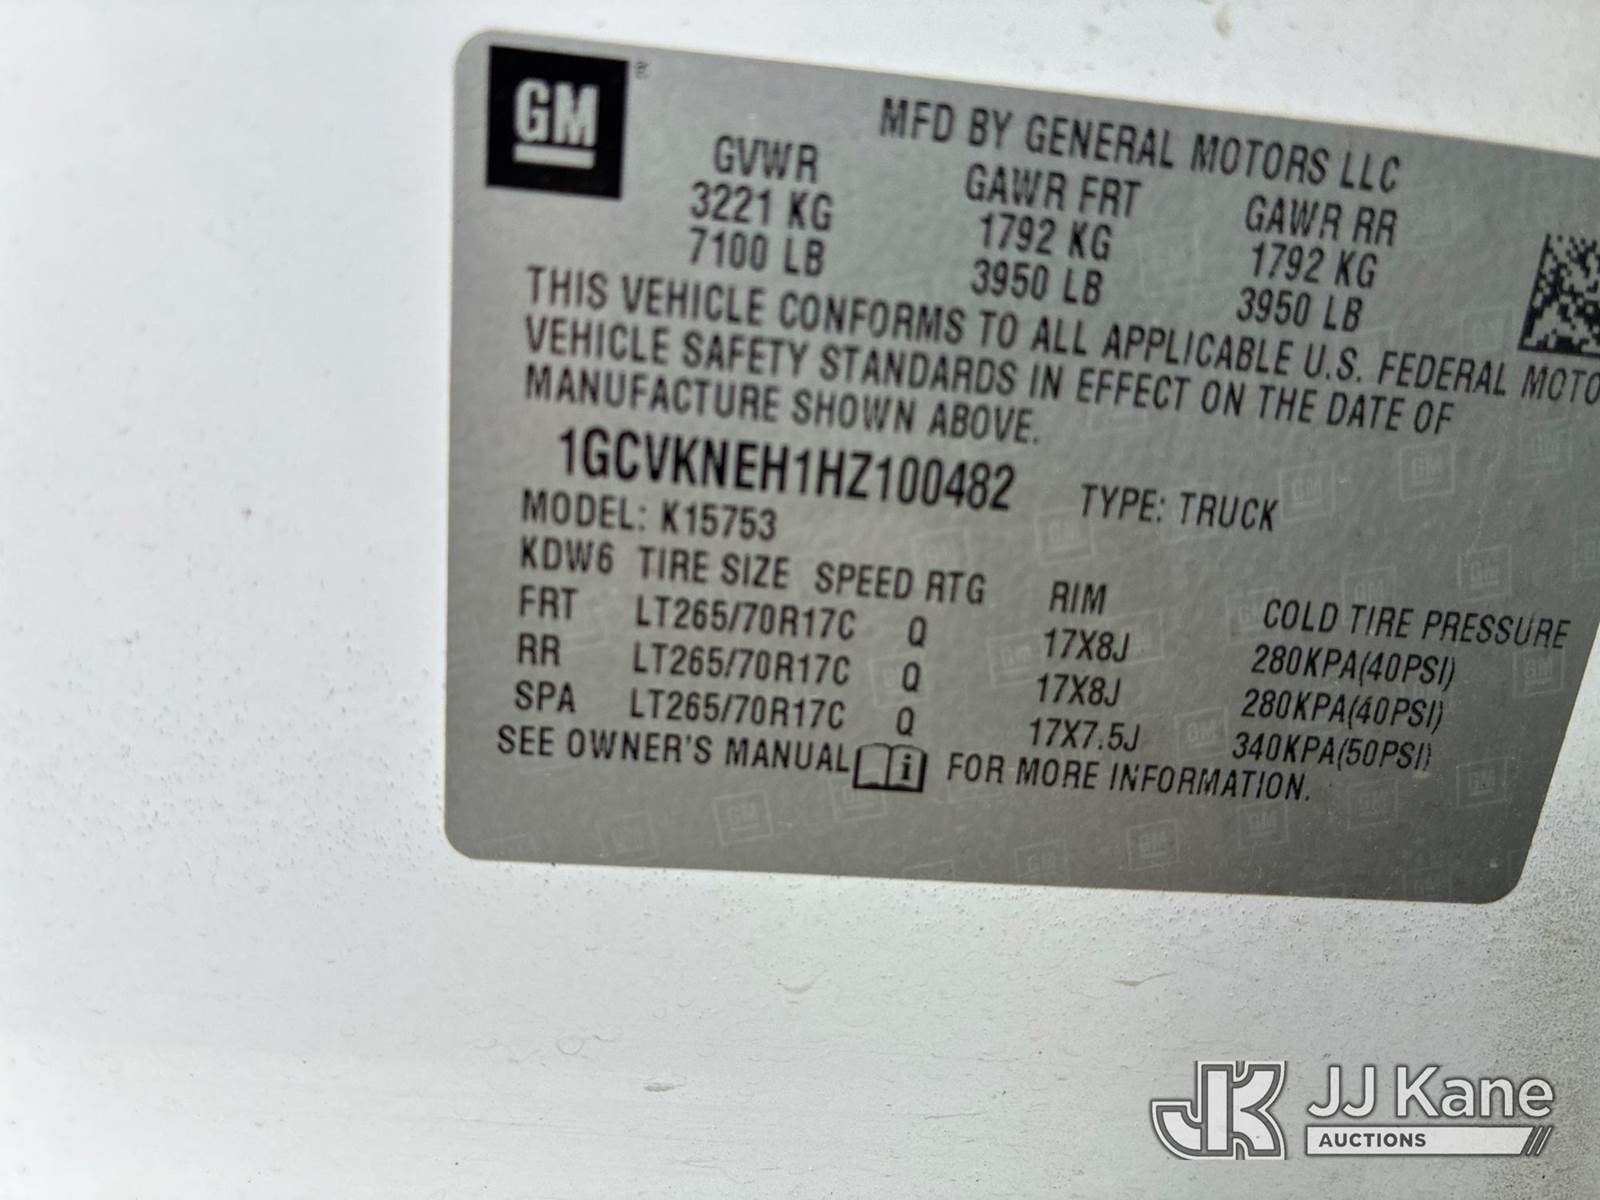 GM ®
MFD BY GENERAL MOTORS LLC
GVWR GAWR FRT GAWR RR
3221 KG 1792 KG 1792 KG
7100 LB 3950 LB 3950 LB
THIS VEHICLE CONFORMS TO ALL APPLICABLE U.S. FEDERAL MOTO
VEHICLE SAFETY STANDARDS IN EFFECT ON THE DATE OF
MANUFACTURE SHOWN ABOVE.
1GCVKNEH1HZ100482 TYPE: TRUCK
MODEL: K15753
KDW6 TIRE SIZE SPEED RTG RIM COLD TIRE PRESSURE
FRT LT265/70R17C Q 17X8J 280KPA(40PSI)
RR LT265/70R17C Q 17X8J 280KPA(40PSI)
SPA LT265/70R17C Q 17X7.5J 340KPA(50PSI)
SEE OWNER'S MANUAL i FOR MORE INFORMATION.
JK JJ Kane
AUCTIONS